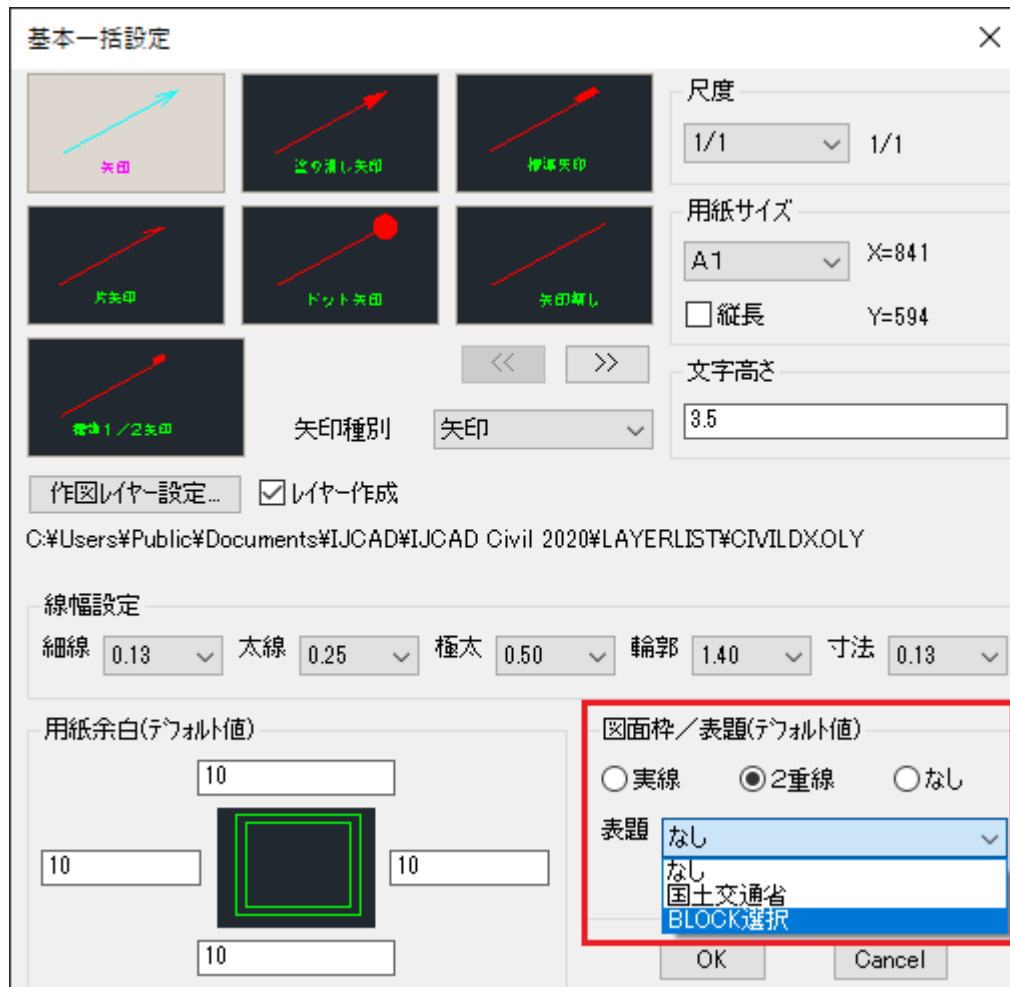 基本一括設定
矢印
塗り潰し矢印
標準矢印
片矢印
ドット矢印
矢印無し
標準1/2矢印
<<
>>
矢印種別
矢印
尺度
1/1
1/1
用紙サイズ
A1
X=841
縦長
Y=594
文字高さ
3.5
作図レイヤー設定...
レイヤー作成
C:¥Users¥Public¥Documents¥IJCAD¥IJCAD Civil 2020¥LAYERLIST¥CIVILDX.OLY
線幅設定
細線 0.13 太線 0.25 極太 0.50 輪郭 1.40 寸法 0.13
用紙余白(デフォルト値)
10
10
10
10
図面枠/表題(デフォルト値)
実線 2重線 なし
表題 なし
なし
国土交通省
BLOCK選択
OK
Cancel